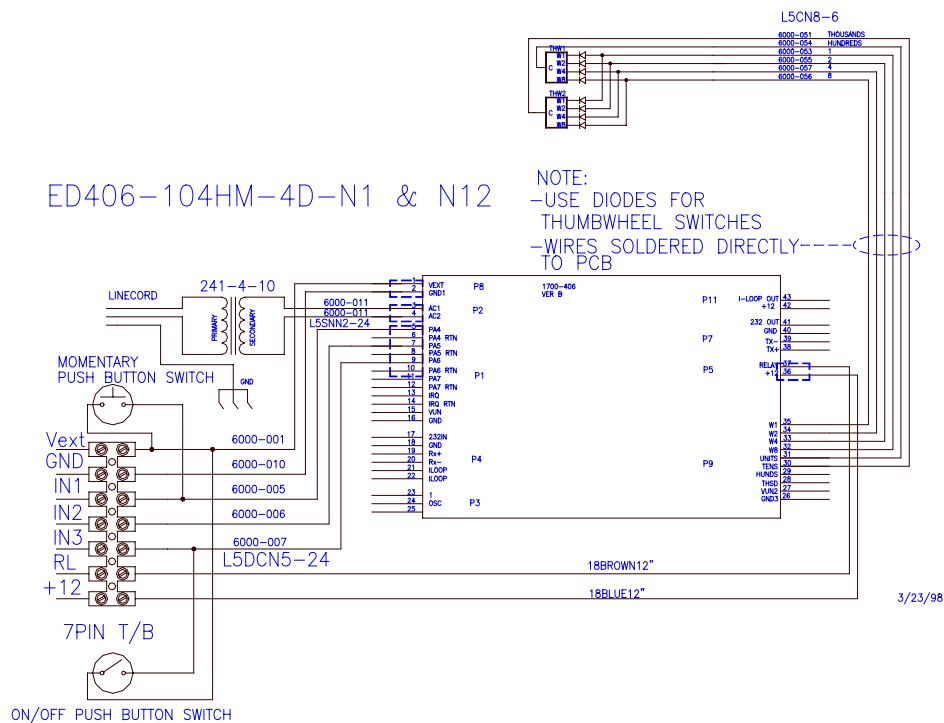 L5CN8-6
6000-051 THOUSANDS
6000-054 HUNDREDS
6000-053 1
6000-055 2
6000-057 4
6000-056 8
THW1
C
W1
W2
W4
W8
THW2
C
W1
W2
W4
W8
ED406-104HM-4D-N1 & N12
NOTE:
-USE DIODES FOR
THUMBWHEEL SWITCHES
-WIRES SOLDERED DIRECTLY
TO PCB
241-4-10
LINECORD
PRIMARY
SECONDARY
GND
6000-011
6000-011
L5SNN2-24
MOMENTARY
PUSH BUTTON SWITCH
1700-406
VER B
1 VEXT
2 GND1
P8
3 AC1
4 AC2
P2
5 PA4
6 PA4 RTN
7 PA5
8 PA5 RTN
9 PA6
10 PA6 RTN
11 PA7
12 PA7 RTN
13 IRQ
14 IRQ RTN
15 VUN
16 GND
P1
17 232IN
18 GND
19 Rx+
20 Rx-
21 ILOOP
22 ILOOP
P4
23 1
24 OSC
25
P3
P11
I-LOOP OUT 43
+12 42
232 OUT 41
GND 40
TX- 39
TX+ 38
P7
RELAY 37
+12 36
P5
W1 35
W2 34
W4 33
W8 32
UNITS 31
TENS 30
HUNDS 29
THSD 28
VUN2 27
GND3 26
P9
Vext
GND
IN1
IN2
IN3
RL
+12
6000-001
6000-010
6000-005
6000-006
6000-007
L5DCN5-24
18BROWN12"
18BLUE12"
3/23/98
7PIN T/B
ON/OFF PUSH BUTTON SWITCH